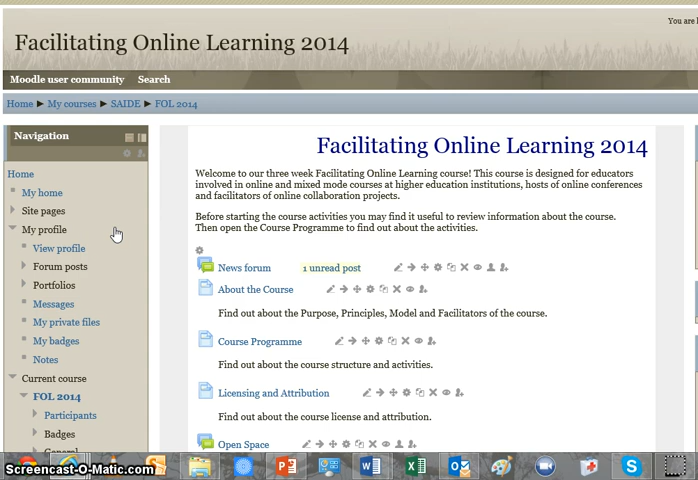 You are
Facilitating Online Learning 2014
Moodle user community Search
Home ► My courses ► SAIDE ► FOL 2014
Navigation
Home
My home
Site pages
My profile
View profile
Forum posts
Portfolios
Messages
My private files
My badges
Notes
Current course
FOL 2014
Participants
Badges
General
Facilitating Online Learning 2014
Welcome to our three week Facilitating Online Learning course! This course is designed for educators
involved in online and mixed mode courses at higher education institutions, hosts of online conferences
and facilitators of online collaboration projects.
Before starting the course activities you may find it useful to review information about the course.
Then open the Course Programme to find out about the activities.
News forum 1 unread post
About the Course
Find out about the Purpose, Principles, Model and Facilitators of the course.
Course Programme
Find out about the course structure and activities.
Licensing and Attribution
Find out about the course license and attribution.
Open Space
Screencast-O-Matic.com